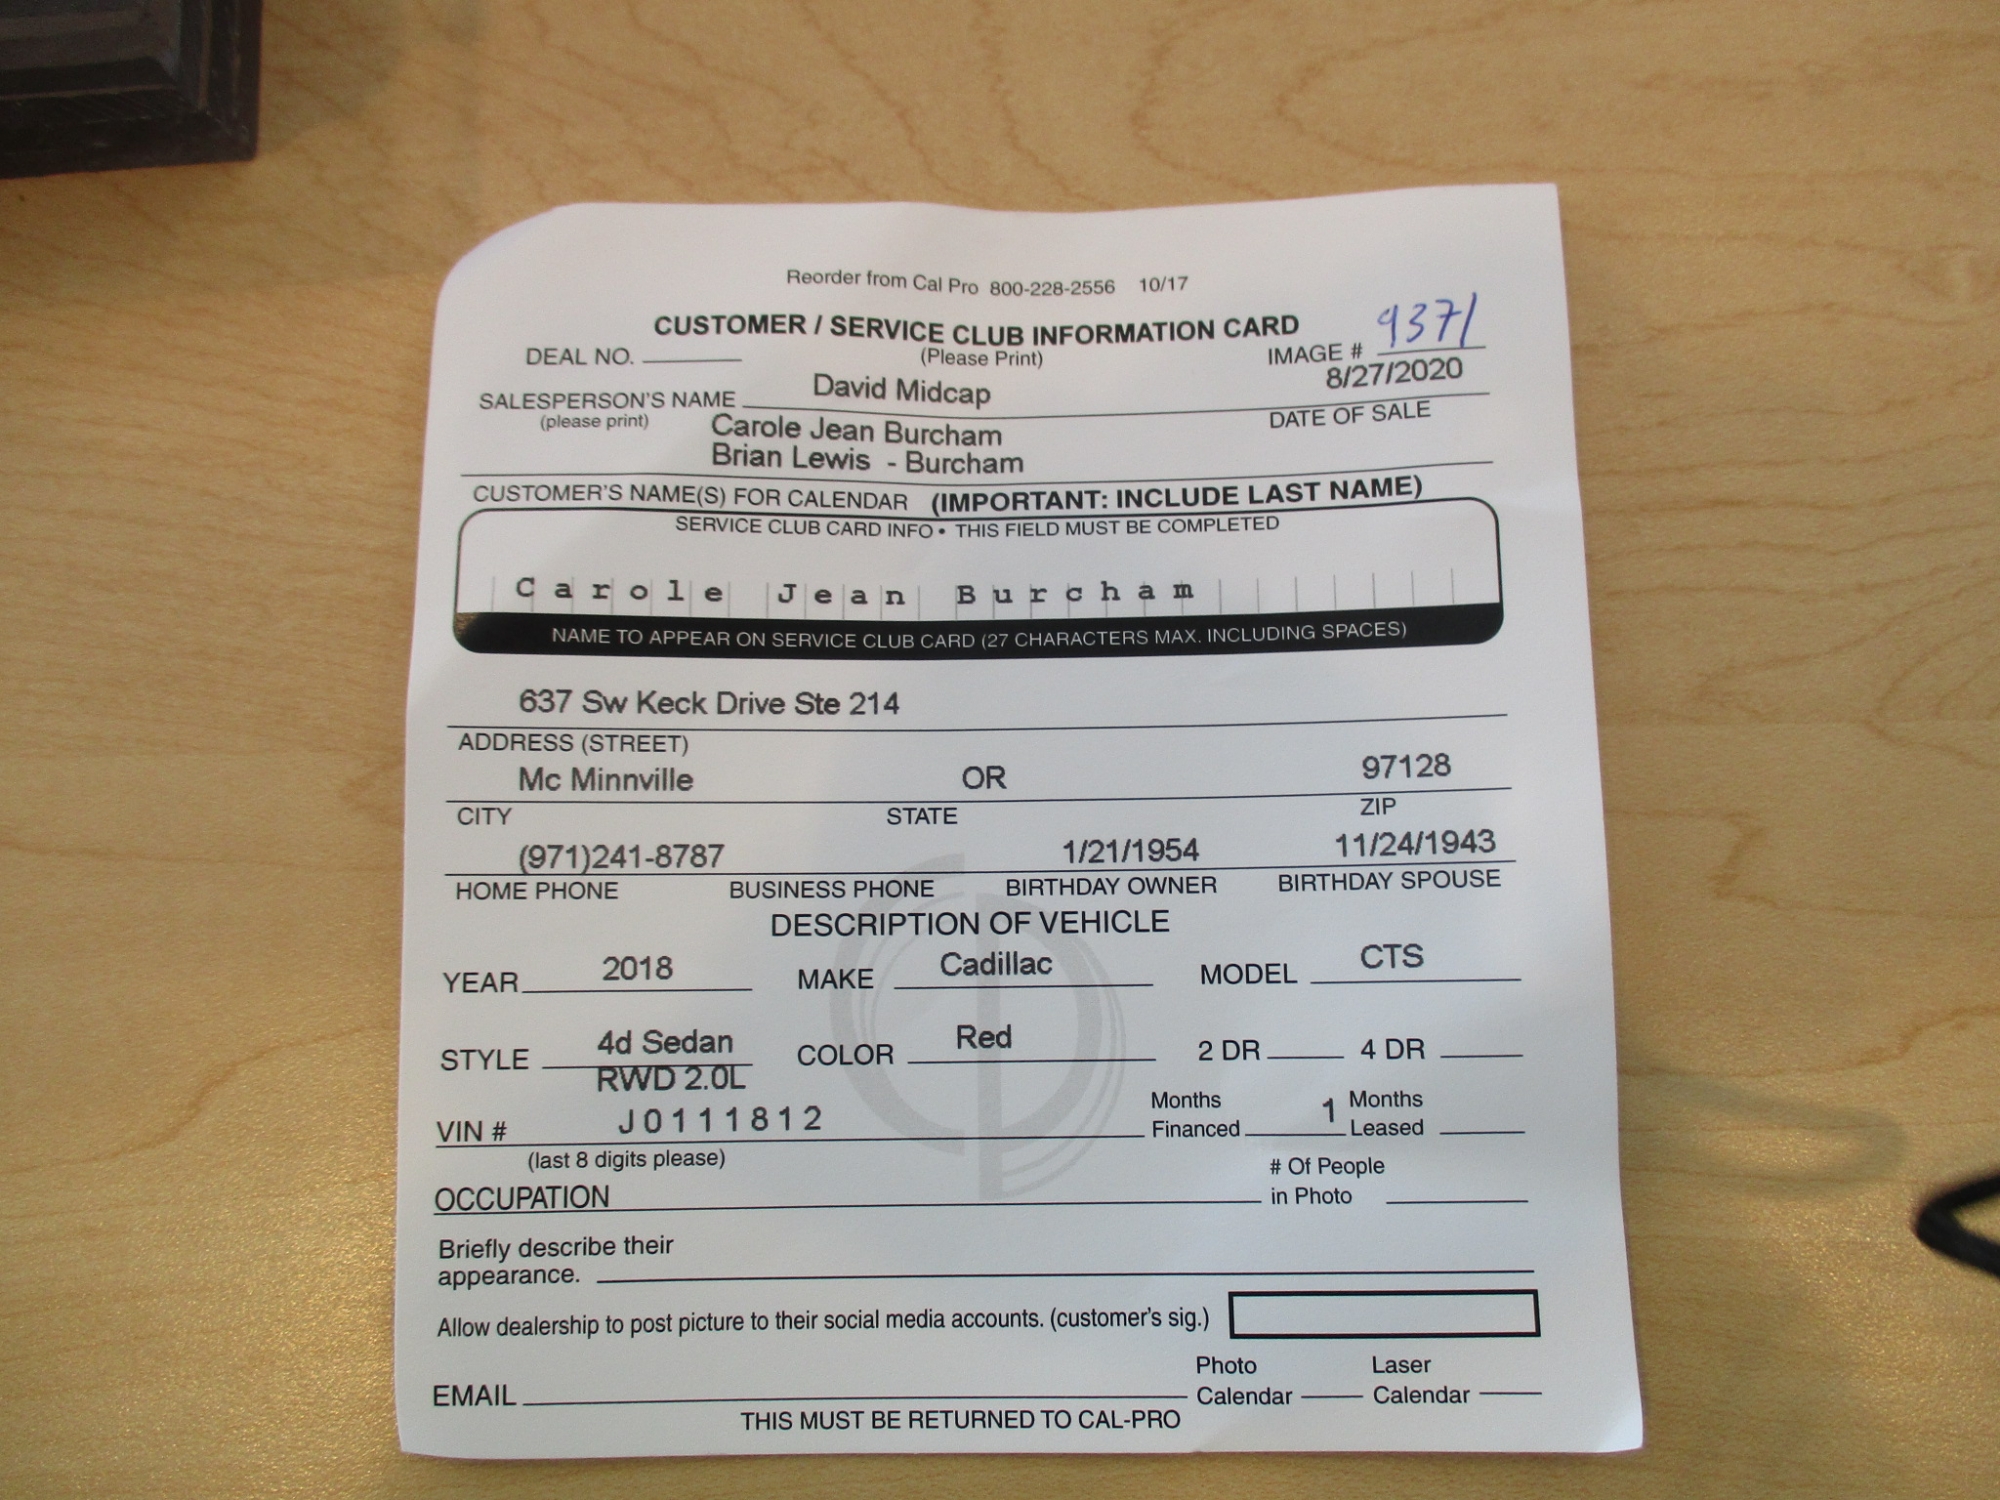 Reorder from Cal Pro 800-228-2556 10/17
CUSTOMER / SERVICE CLUB INFORMATION CARD
DEAL NO. (Please Print) IMAGE # 9371
8/27/2020
SALESPERSON'S NAME David Midcap
(please print) DATE OF SALE
Carole Jean Burcham
Brian Lewis - Burcham
CUSTOMER'S NAME(S) FOR CALENDAR (IMPORTANT: INCLUDE LAST NAME)
SERVICE CLUB CARD INFO • THIS FIELD MUST BE COMPLETED
Carole Jean Burcham
NAME TO APPEAR ON SERVICE CLUB CARD (27 CHARACTERS MAX. INCLUDING SPACES)
637 Sw Keck Drive Ste 214
ADDRESS (STREET)
Mc Minnville OR 97128
CITY STATE ZIP
(971)241-8787 1/21/1954 11/24/1943
HOME PHONE BUSINESS PHONE BIRTHDAY OWNER BIRTHDAY SPOUSE
DESCRIPTION OF VEHICLE
YEAR 2018 MAKE Cadillac MODEL CTS
STYLE 4d Sedan COLOR Red 2 DR 4 DR
RWD 2.0L
VIN # J0111812 Months Financed 1 Months Leased
(last 8 digits please)
OCCUPATION # Of People in Photo
Briefly describe their
appearance.
Allow dealership to post picture to their social media accounts. (customer's sig.)
EMAIL Photo Calendar Laser Calendar
THIS MUST BE RETURNED TO CAL-PRO